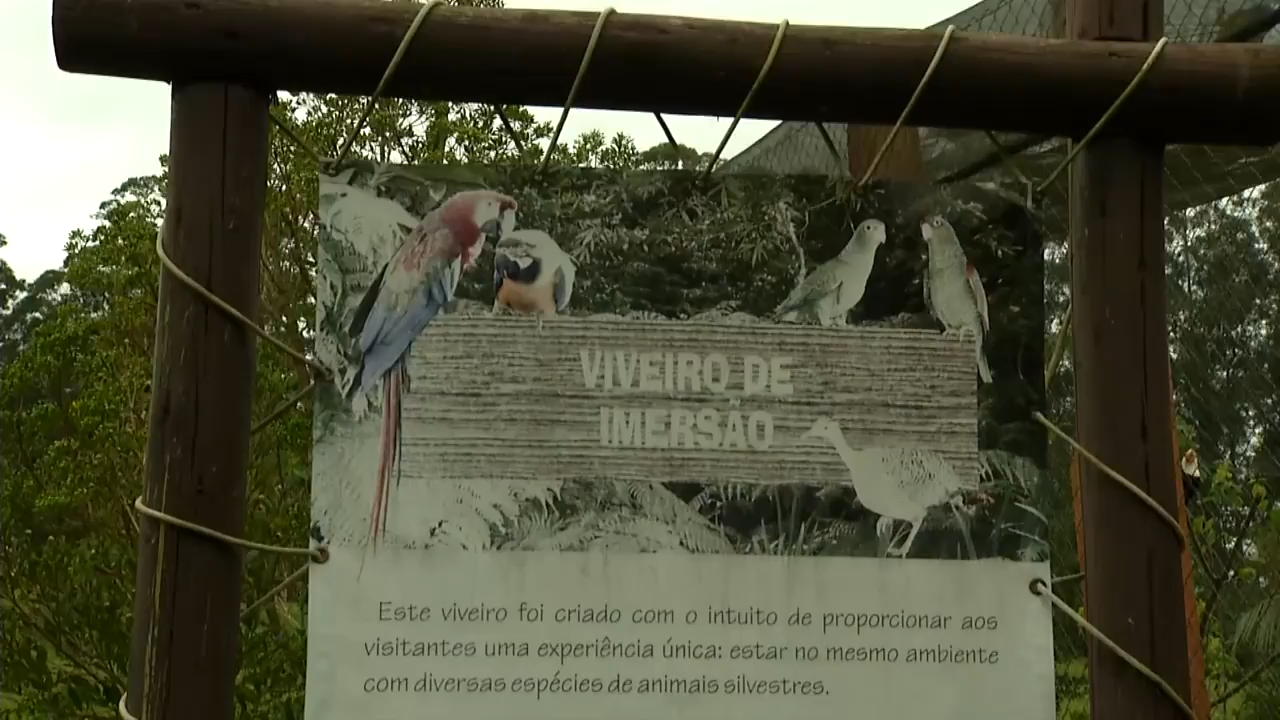 VIVEIRO DE
IMERSÃO
Este viveiro foi criado com o intuito de proporcionar aos
visitantes uma experiência única: estar no mesmo ambiente
com diversas espécies de animais silvestres.